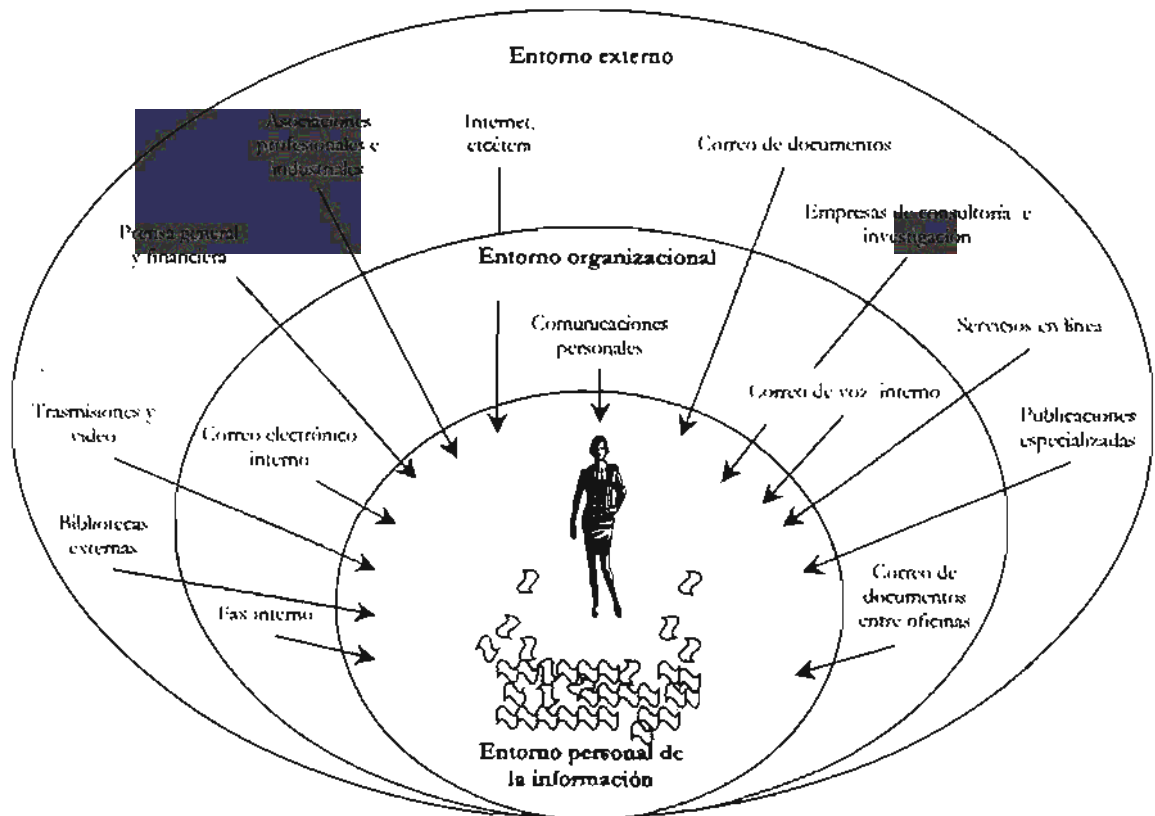 Entorno externo
Asociaciones
profesionales e
industriales
Internet,
etcétera
Correo de documentos
Prensa general
y financiera
Empresas de consultoría e
investigación
Entorno organizacional
Comunicaciones
personales
Servicios en línea
Trasmisiones y
video
Correo electrónico
interno
Correo de voz interno
Publicaciones
especializadas
Bibliotecas
externas
Fax interno
Correo de
documentos
entre oficinas
Entorno personal de
la información